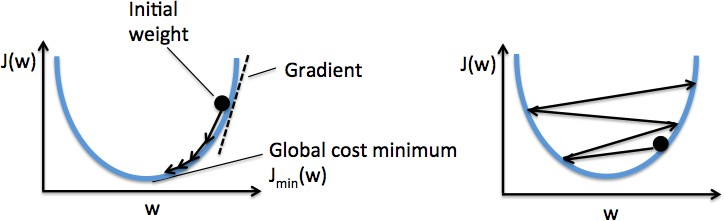 Initial
weight
J(w)
Gradient
Global cost minimum
Jmin(w)
w
J(w)
w